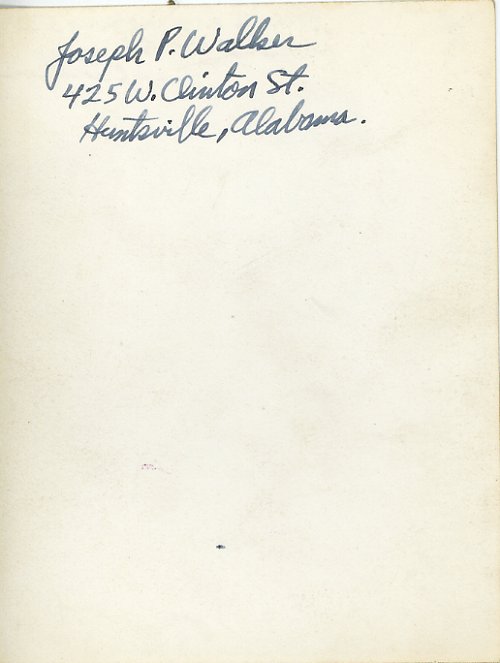 Joseph P. Walker
425 W. Clinton St.
Huntsville, Alabama.